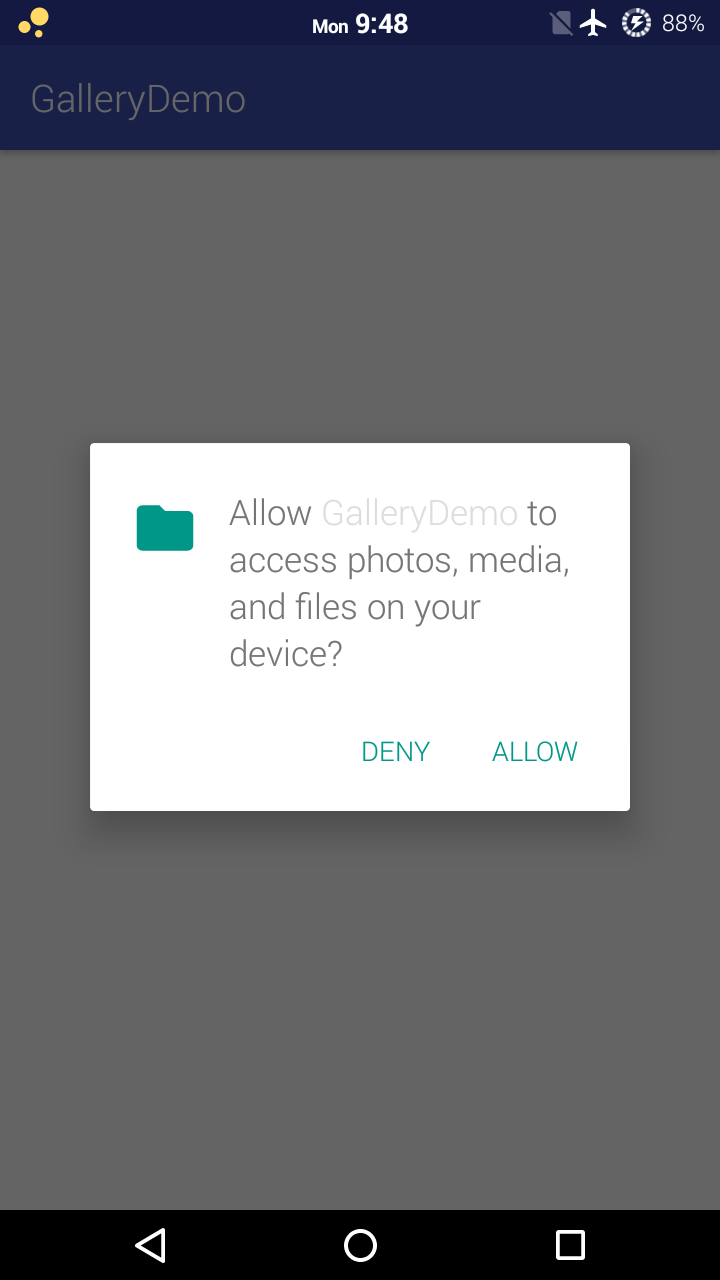 Mon 9:48
88%
GalleryDemo
Allow GalleryDemo to
access photos, media,
and files on your
device?
DENY ALLOW